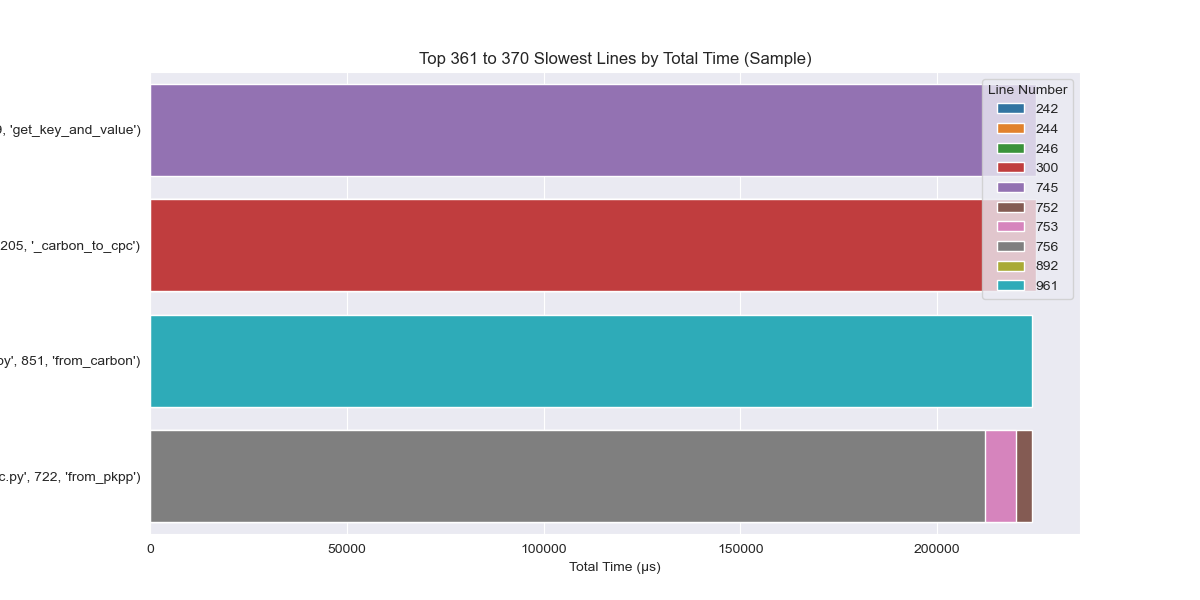 Top 361 to 370 Slowest Lines by Total Time (Sample)
Line Number
242
244
246
300
745
752
753
756
892
961
9, 'get_key_and_value')
205, '_carbon_to_cpc')
py', 851, 'from_carbon')
c.py', 722, 'from_pkpp')
0 50000 100000 150000 200000
Total Time (µs)